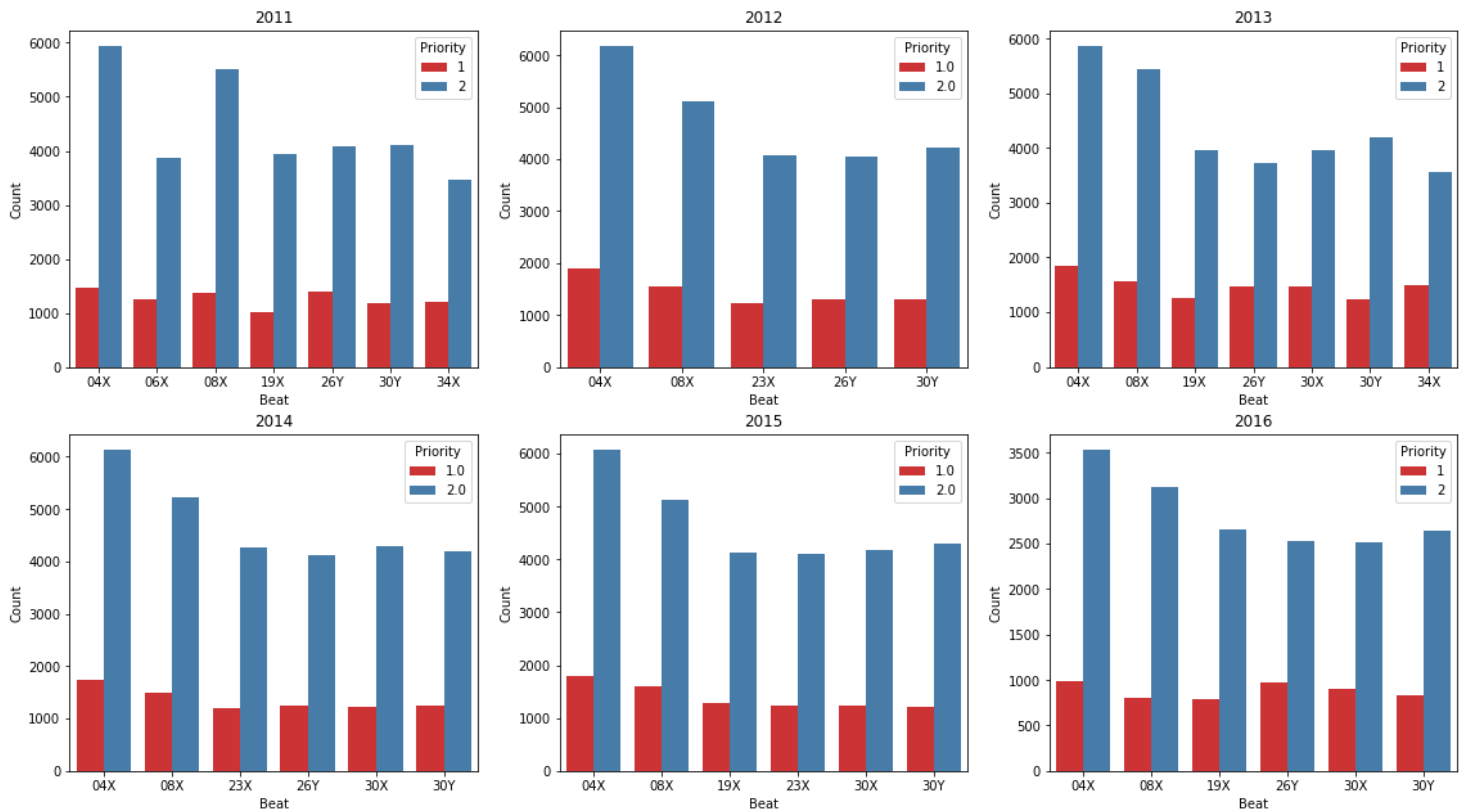 2011
Priority
1
2
6000
5000
4000
3000
2000
1000
0
Count
04X 06X 08X 19X 26Y 30Y 34X
Beat
2012
Priority
1.0
2.0
6000
5000
4000
3000
2000
1000
0
Count
04X 08X 23X 26Y 30Y
Beat
2013
Priority
1
2
6000
5000
4000
3000
2000
1000
0
Count
04X 08X 19X 26Y 30X 30Y 34X
Beat
2014
Priority
1.0
2.0
6000
5000
4000
3000
2000
1000
0
Count
04X 08X 23X 26Y 30X 30Y
Beat
2015
Priority
1.0
2.0
6000
5000
4000
3000
2000
1000
0
Count
04X 08X 19X 23X 30X 30Y
Beat
2016
Priority
1
2
3500
3000
2500
2000
1500
1000
500
0
Count
04X 08X 19X 26Y 30X 30Y
Beat